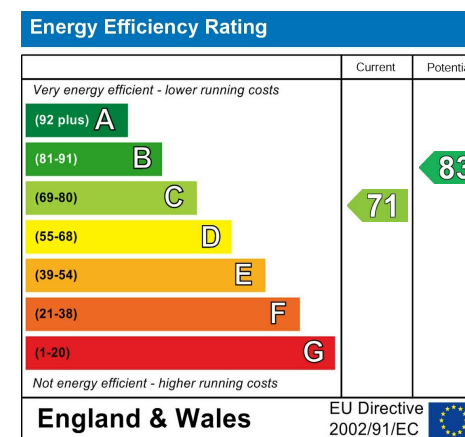 Energy Efficiency Rating
Current
Very energy efficient - lower running costs
(92 plus) A
(81-91) B
83
(69-80) C
71
(55-68) D
(39-54) E
(21-38) F
(1-20) G
Not energy efficient - higher running costs
England & Wales
EU Directive
2002/91/EC